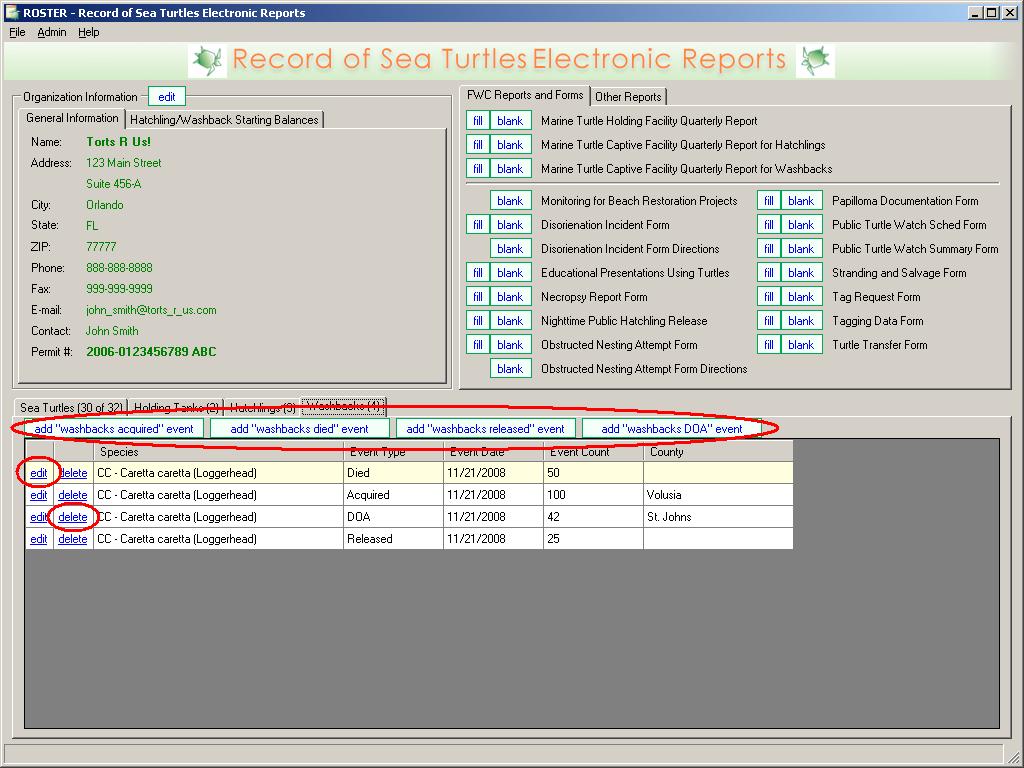 ROSTER - Record of Sea Turtles Electronic Reports
File Admin Help
Record of Sea Turtles Electronic Reports
Organization Information edit
General Information Hatchling/Washback Starting Balances
Name: Torts R Us!
Address: 123 Main Street
Suite 456-A
City: Orlando
State: FL
ZIP: 77777
Phone: 888-888-8888
Fax: 999-999-9999
E-mail: john_smith@torts_r_us.com
Contact: John Smith
Permit #: 2006-0123456789 ABC
FWC Reports and Forms Other Reports
fill blank Marine Turtle Holding Facility Quarterly Report
fill blank Marine Turtle Captive Facility Quarterly Report for Hatchlings
fill blank Marine Turtle Captive Facility Quarterly Report for Washbacks
blank Monitoring for Beach Restoration Projects fill blank Papilloma Documentation Form
fill blank Disorienation Incident Form fill blank Public Turtle Watch Sched Form
blank Disorienation Incident Form Directions fill blank Public Turtle Watch Summary Form
fill blank Educational Presentations Using Turtles fill blank Stranding and Salvage Form
fill blank Necropsy Report Form fill blank Tag Request Form
fill blank Nighttime Public Hatchling Release fill blank Tagging Data Form
fill blank Obstructed Nesting Attempt Form fill blank Turtle Transfer Form
blank Obstructed Nesting Attempt Form Directions
Sea Turtles (30 of 32) Holding Tanks (2) Hatchlings (3) Washbacks (4)
add "washbacks acquired" event add "washbacks died" event add "washbacks released" event add "washbacks DOA" event
Species Event Type Event Date Event Count County
edit delete CC - Caretta caretta (Loggerhead) Died 11/21/2008 50
edit delete CC - Caretta caretta (Loggerhead) Acquired 11/21/2008 100 Volusia
edit delete CC - Caretta caretta (Loggerhead) DOA 11/21/2008 42 St. Johns
edit delete CC - Caretta caretta (Loggerhead) Released 11/21/2008 25